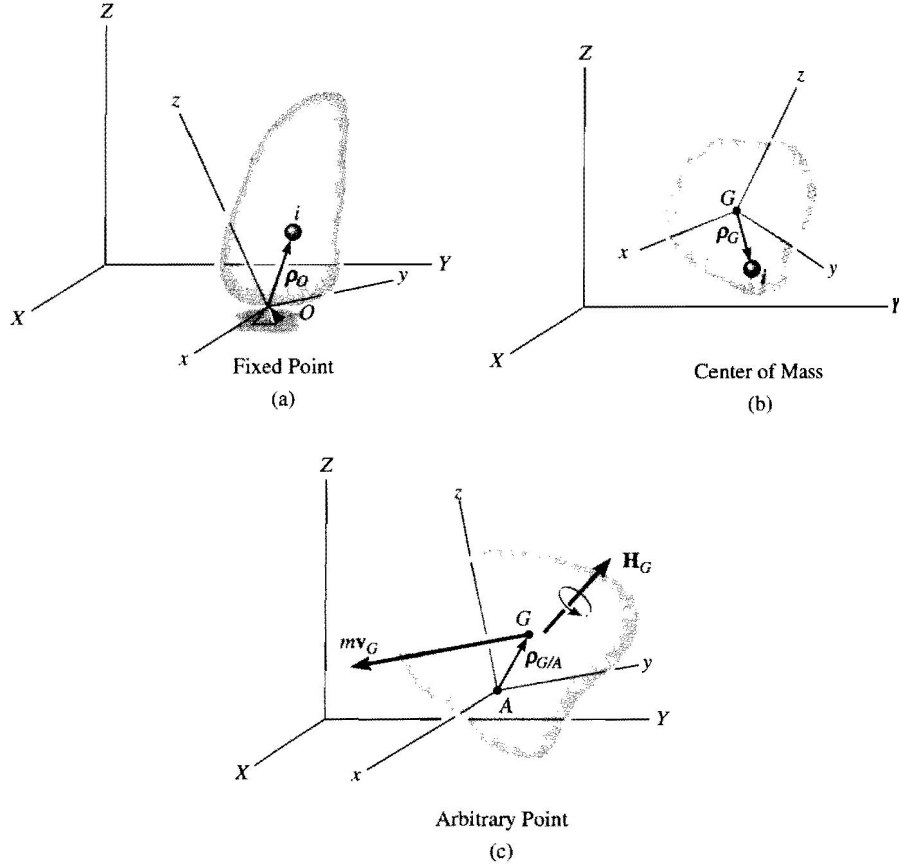 Z
z
i
ρO
y
Y
X
O
x
Fixed Point
(a)
Z
z
G
ρG
x
i
y
Y
X
Center of Mass
(b)
Z
z
HG
G
mvG
ρG/A
y
A
Y
X
x
Arbitrary Point
(c)